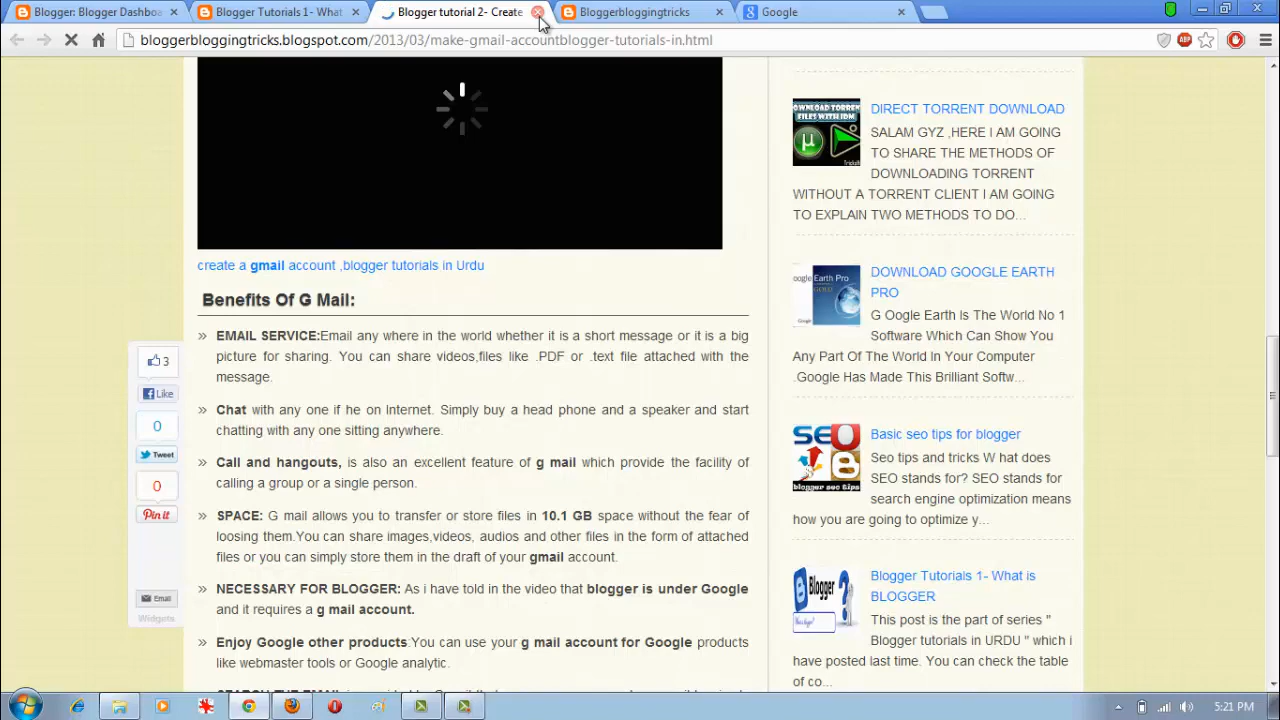 Blogger: Blogger Dashbo
Blogger Tutorials 1- What
Blogger tutorial 2- Create
Bloggerbloggingtricks
Google
bloggerbloggingtricks.blogspot.com/2013/03/make-gmail-accountblogger-tutorials-in.html
ABP
create a gmail account ,blogger tutorials in Urdu
Benefits Of G Mail:
» EMAIL SERVICE:Email any where in the world whether it is a short message or it is a big
picture for sharing. You can share videos,files like .PDF or .text file attached with the
message.
» Chat with any one if he on Internet. Simply buy a head phone and a speaker and start
chatting with any one sitting anywhere.
» Call and hangouts, is also an excellent feature of g mail which provide the facility of
calling a group or a single person.
» SPACE: G mail allows you to transfer or store files in 10.1 GB space without the fear of
loosing them.You can share images,videos, audios and other files in the form of attached
files or you can simply store them in the draft of your gmail account.
» NECESSARY FOR BLOGGER: As i have told in the video that blogger is under Google
and it requires a g mail account.
» Enjoy Google other products:You can use your g mail account for Google products
like webmaster tools or Google analytic.
3
Like
0
Tweet
0
Pin it
Email
Widgets
DOWNLOAD TORREN
FILES WITH IDM
DIRECT TORRENT DOWNLOAD
SALAM GYZ ,HERE I AM GOING
TO SHARE THE METHODS OF
DOWNLOADING TORRENT
WITHOUT A TORRENT CLIENT I AM GOING
TO EXPLAIN TWO METHODS TO DO...
oogle Earth Pro
DOWNLOAD GOOGLE EARTH
PRO
G Oogle Earth Is The World No 1
Software Which Can Show You
Any Part Of The World In Your Computer
.Google Has Made This Brilliant Softw...
SEO
blogger seo tips
Basic seo tips for blogger
Seo tips and tricks W hat does
SEO stands for? SEO stands for
search engine optimization means
how you are going to optimize y...
Blogger
Blogger Tutorials 1- What is
BLOGGER
This post is the part of series "
Blogger tutorials in URDU " which i
have posted last time. You can check the table
of co...
5:21 PM